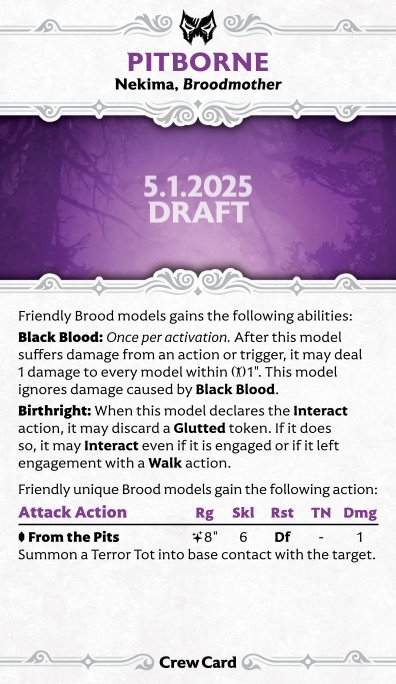 PITBORNE
Nekima, Broodmother
5.1.2025
DRAFT
Friendly Brood models gains the following abilities:
Black Blood: Once per activation. After this model
suffers damage from an action or trigger, it may deal
1 damage to every model within 1". This model
ignores damage caused by Black Blood.
Birthright: When this model declares the Interact
action, it may discard a Glutted token. If it does
so, it may Interact even if it is engaged or if it left
engagement with a Walk action.
Friendly unique Brood models gain the following action:
Attack Action Rg Skl Rst TN Dmg
From the Pits 8" 6 Df - 1
Summon a Terror Tot into base contact with the target.
Crew Card